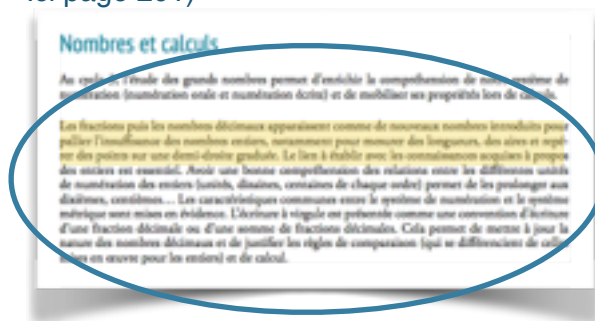 Nombres et calculs
Au cycle 3, l'étude des grands nombres permet d'enrichir la compréhension de notre système de
numération (numération orale et numération écrite) et de mobiliser ses propriétés lors de calculs.
Les fractions puis les nombres décimaux apparaissent comme de nouveaux nombres introduits pour
pallier l'insuffisance des nombres entiers, notamment pour mesurer des longueurs, des aires et repé-
rer des points sur une demi-droite graduée. Le lien à établir avec les connaissances acquises à propos
des entiers est essentiel. Avoir une bonne compréhension des relations entre les différentes unités
de numération des entiers (unités, dizaines, centaines de chaque ordre) permet de les prolonger aux
dixièmes, centièmes… Les caractéristiques communes entre le système de numération et le système
métrique sont mises en évidence. L'écriture à virgule est présentée comme une convention d'écriture
d'une fraction décimale ou d'une somme de fractions décimales. Cela permet de mettre à jour la
nature des nombres décimaux et de justifier les règles de comparaison (qui se différencient de celles
mises en œuvre pour les entiers) et de calcul.